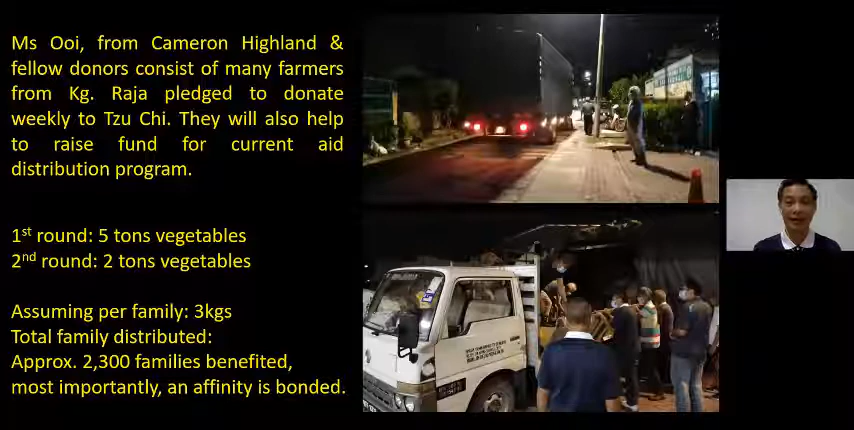 Ms Ooi, from Cameron Highland &
fellow donors consist of many farmers
from Kg. Raja pledged to donate
weekly to Tzu Chi. They will also help
to raise fund for current aid
distribution program.
1st round: 5 tons vegetables
2nd round: 2 tons vegetables
Assuming per family: 3kgs
Total family distributed:
Approx. 2,300 families benefited,
most importantly, an affinity is bonded.